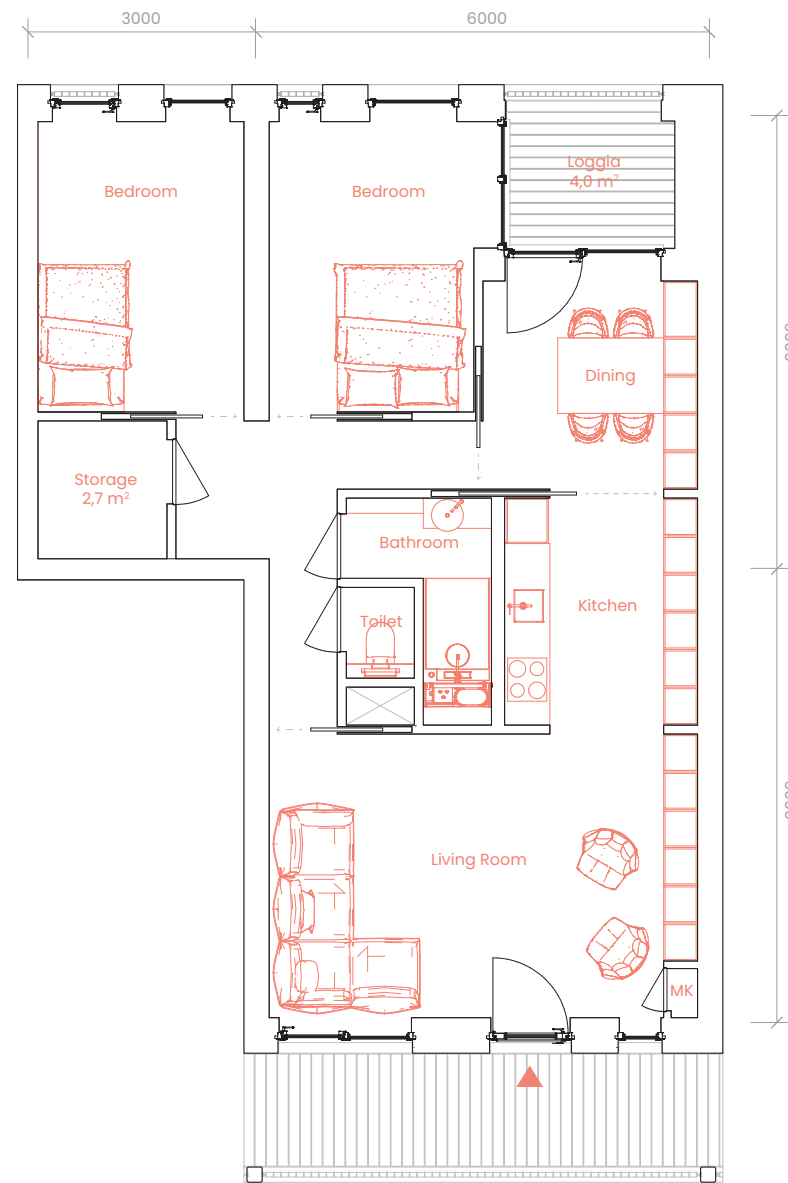 3000
6000
Loggia
4,0 m²
Bedroom
Bedroom
Dining
Storage
2,7 m²
Bathroom
Kitchen
Toilet
Living Room
MK